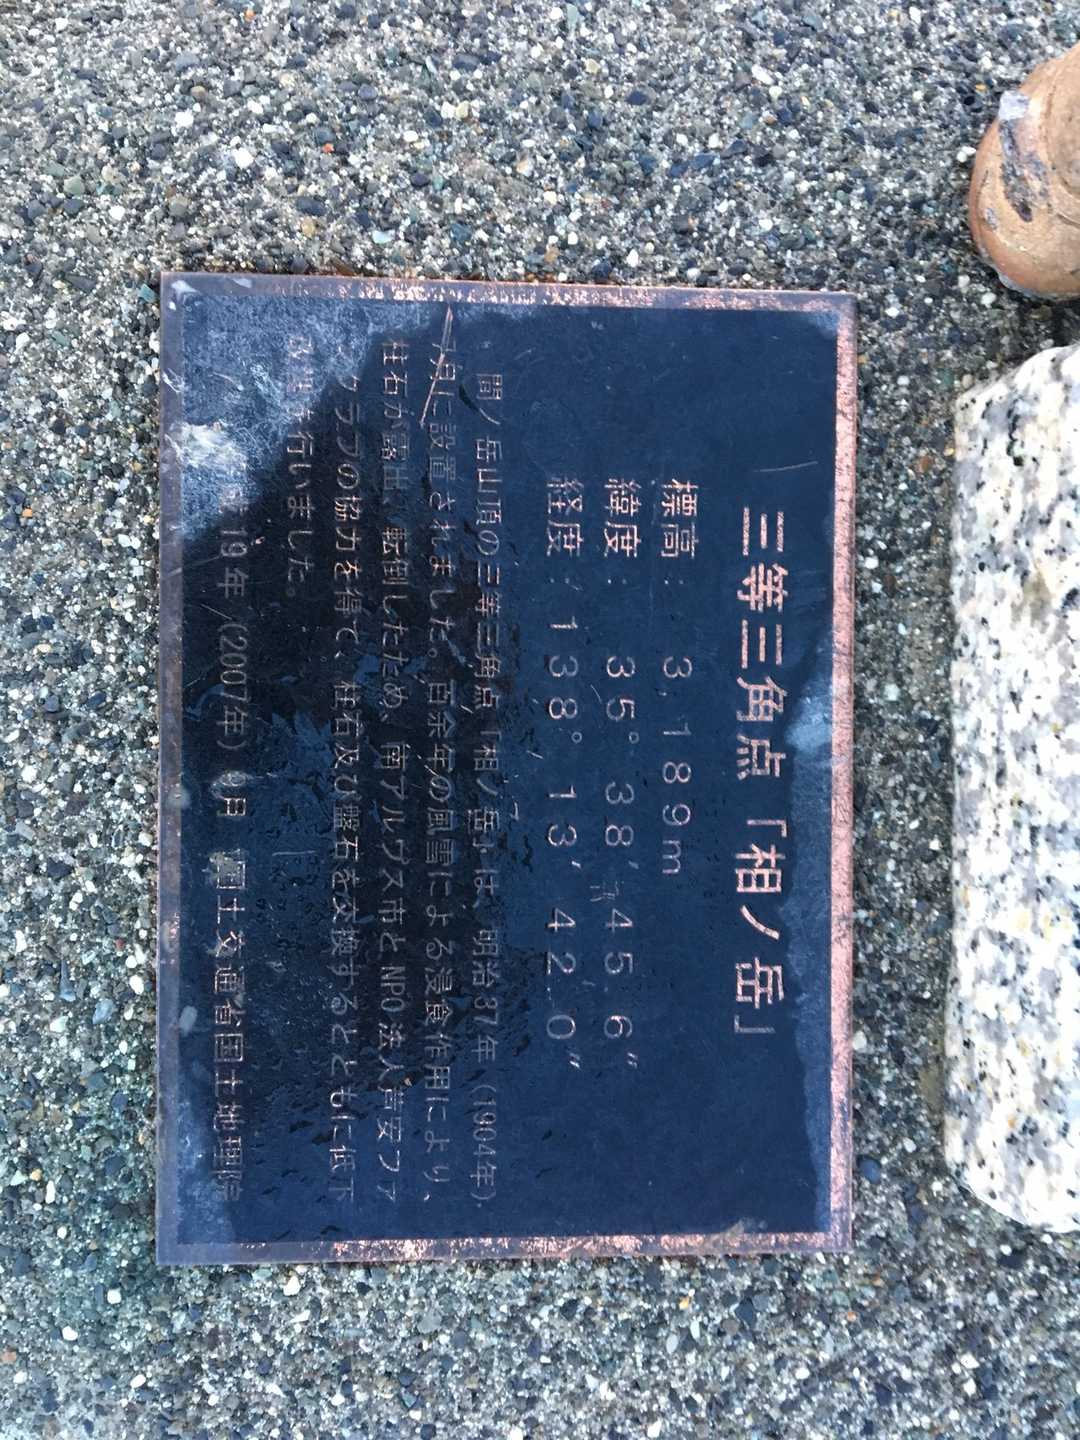 三等三角点「相ノ岳」
標高：3,189m
緯度：35°38′45.6″
経度：138°13′42.0″
間ノ岳山頂の三等三角点「相ノ岳」は、明治37年（1904年）
月に設置されました。百余年の風雪による浸食作用により、
柱石が露出、転倒したため、南アルプス市とNPO法人芦安ファ
クラブの協力を得て、柱石及び盤石を交換するとともに低下
改埋を行いました。
19年（2007年）9月 国土交通省国土地理院